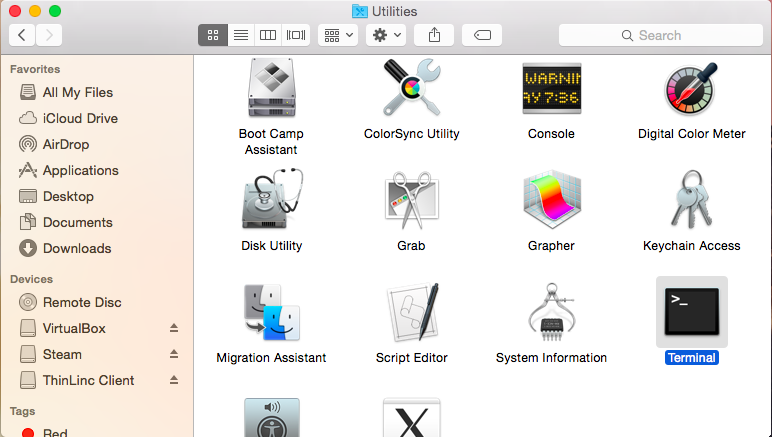 Utilities
Search
Favorites
All My Files
iCloud Drive
AirDrop
Applications
Desktop
Documents
Downloads
Devices
Remote Disc
VirtualBox
Steam
ThinLinc Client
Tags
Red
WARNIN
AY 7:36
Boot Camp
Assistant
ColorSync Utility
Console
Digital Color Meter
Disk Utility
Grab
Grapher
Keychain Access
>_
Migration Assistant
Script Editor
System Information
Terminal
X